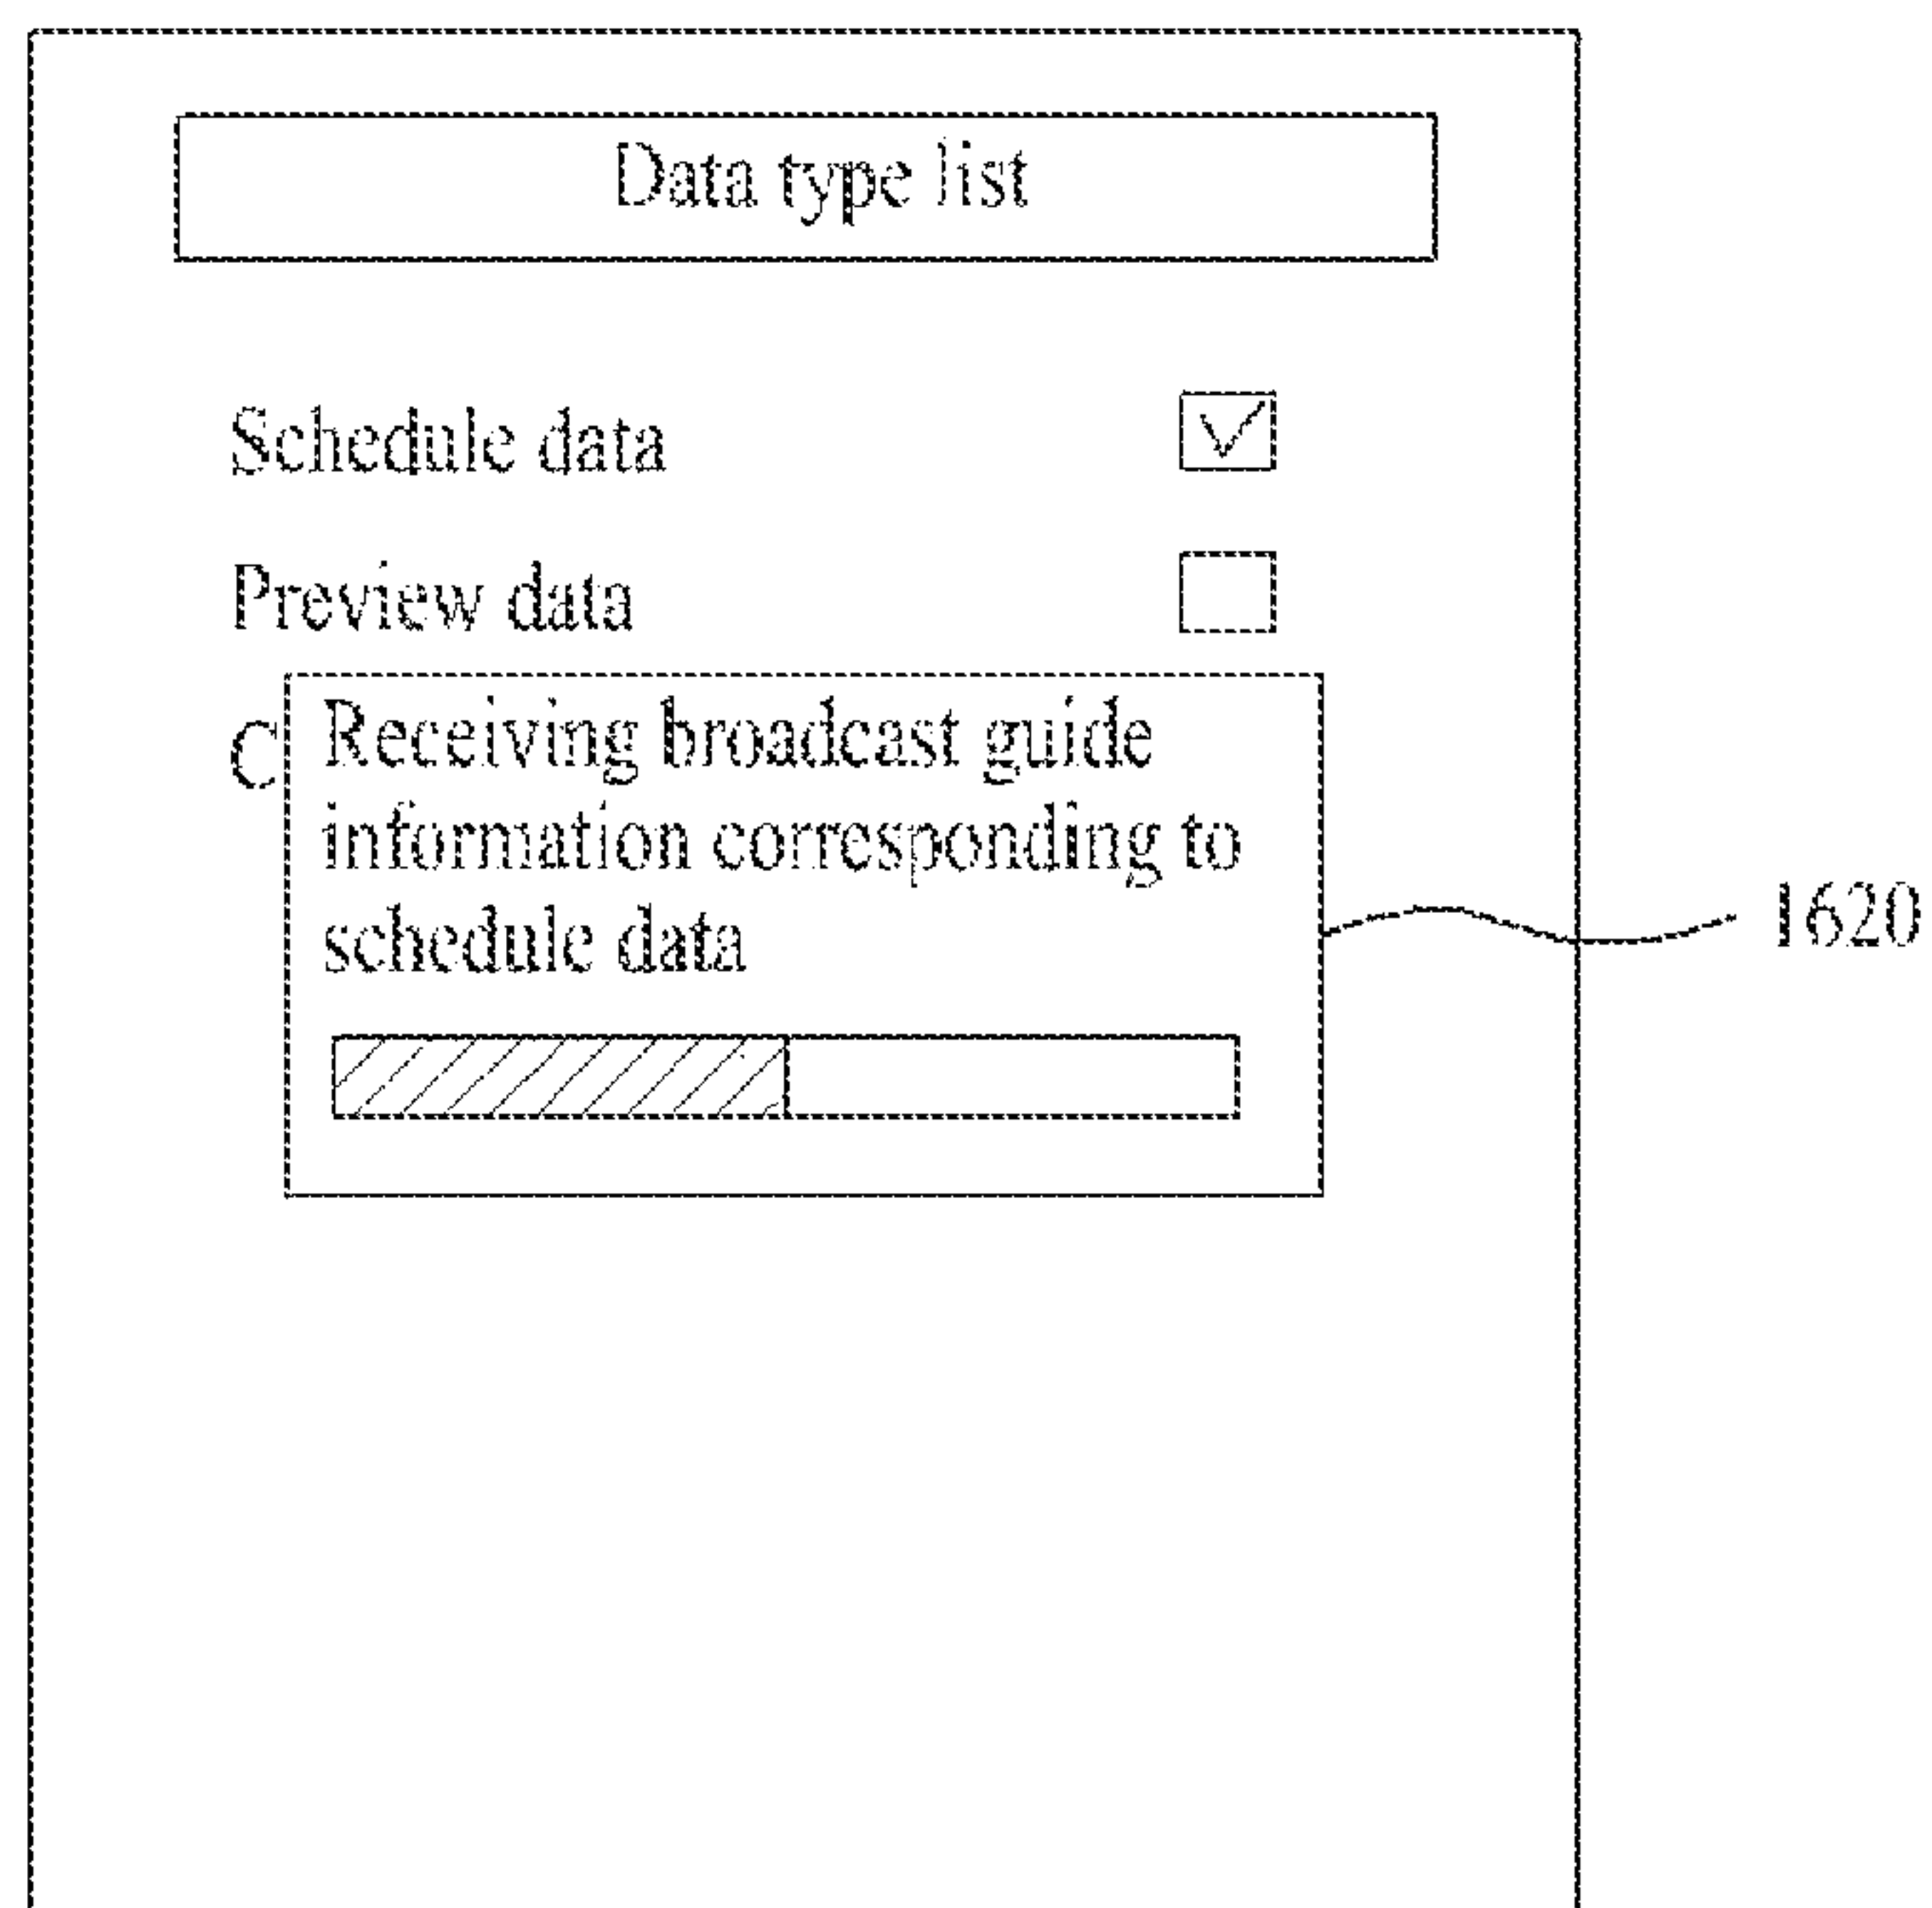 Data type list
Schedule data
Preview data
C
Receiving broadcast guide
information corresponding to
schedule data
1620